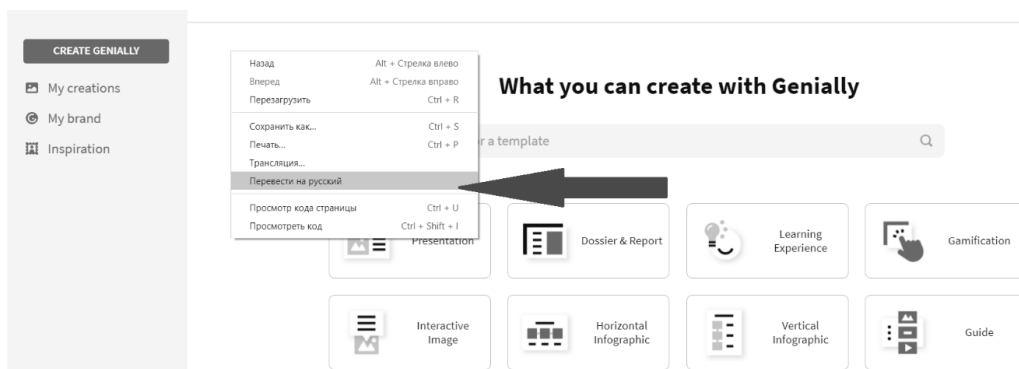 CREATE GENIALLY
My creations
My brand
Inspiration
Назад Alt + Стрелка влево
Вперед Alt + Стрелка вправо
Перезагрузить Ctrl + R
Сохранить как... Ctrl + S
Печать... Ctrl + P
Трансляция...
Перевести на русский
Просмотр кода страницы Ctrl + U
Просмотреть код Ctrl + Shift + I
What you can create with Genially
r a template
Presentation
Dossier & Report
Learning
Experience
Gamification
Interactive
Image
Horizontal
Infographic
Vertical
Infographic
Guide